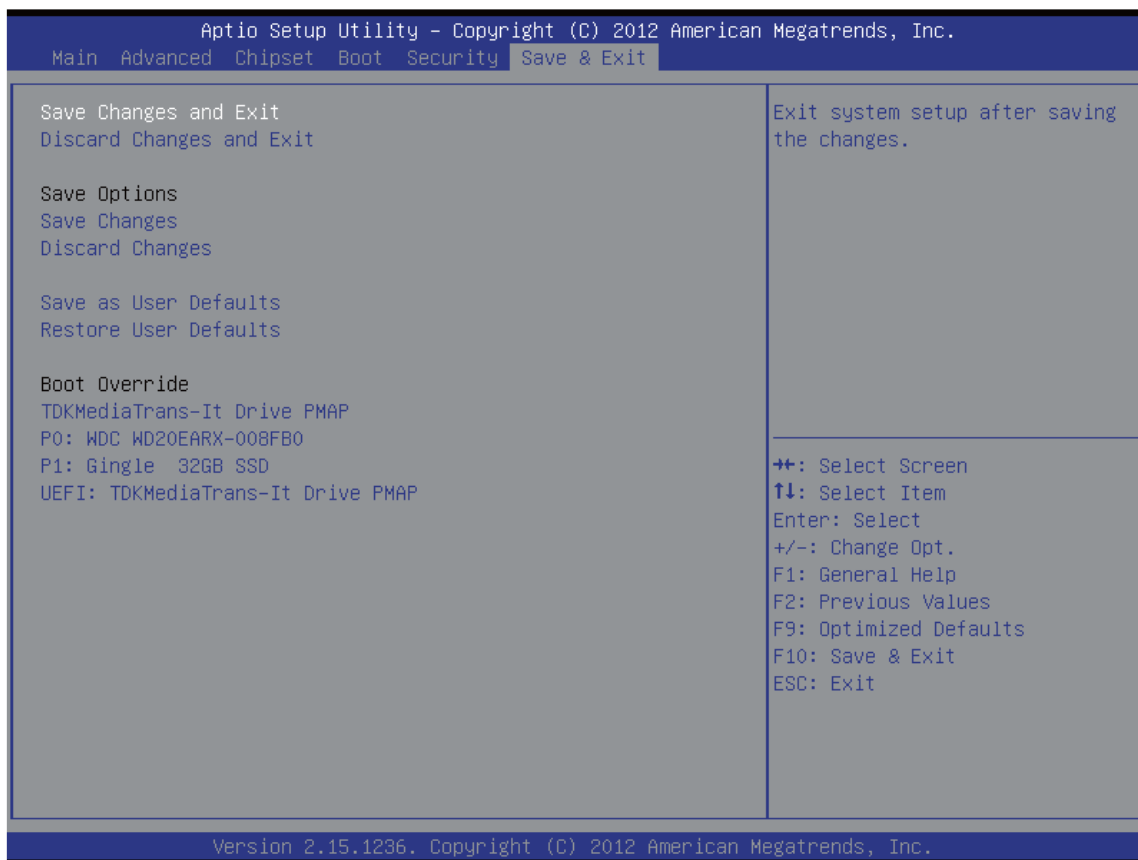 Aptio Setup Utility – Copyright (C) 2012 American Megatrends, Inc.
Main Advanced Chipset Boot Security Save & Exit
Save Changes and Exit
Discard Changes and Exit
Save Options
Save Changes
Discard Changes
Save as User Defaults
Restore User Defaults
Boot Override
TDKMediaTrans-It Drive PMAP
P0: WDC WD20EARX-008FB0
P1: Gingle 32GB SSD
UEFI: TDKMediaTrans-It Drive PMAP
Exit system setup after saving
the changes.
→←: Select Screen
↑↓: Select Item
Enter: Select
+/-: Change Opt.
F1: General Help
F2: Previous Values
F9: Optimized Defaults
F10: Save & Exit
ESC: Exit
Version 2.15.1236. Copyright (C) 2012 American Megatrends, Inc.